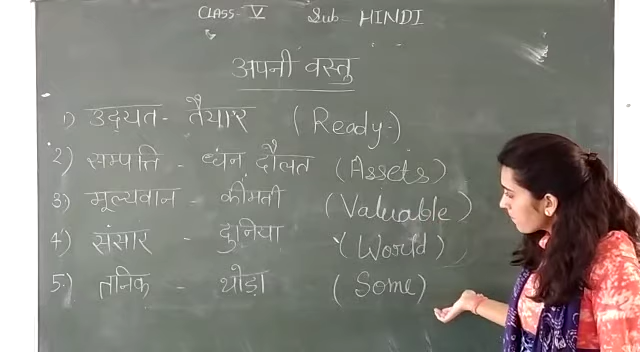 CLASS- V Sub- HINDI
अपनी वस्तु
1) उद्यत - तैयार (Ready)
2) सम्पत्ति - धन दौलत (Assets)
3) मूल्यवान - कीमती (Valuable)
4) संसार - दुनिया (World)
5) तनिक - थोड़ा (Some)